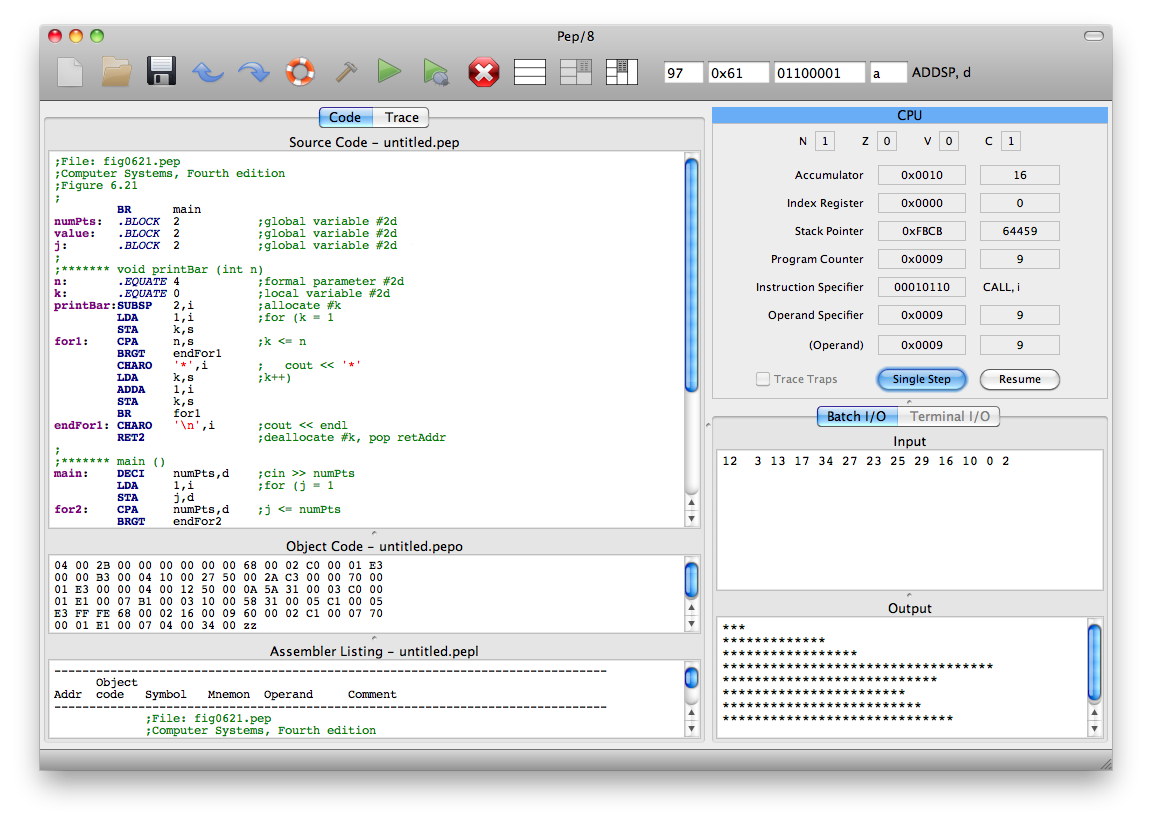 Pep/8
97 0x61 01100001 a ADDSP, d
Code Trace
Source Code - untitled.pep
;File: fig0621.pep
;Computer Systems, Fourth edition
;Figure 6.21
;
BR main
numPts: .BLOCK 2 ;global variable #2d
value: .BLOCK 2 ;global variable #2d
j: .BLOCK 2 ;global variable #2d
;
;******* void printBar (int n)
n: .EQUATE 4 ;formal parameter #2d
k: .EQUATE 0 ;local variable #2d
printBar:SUBSP 2,i ;allocate #k
LDA 1,i ;for (k = 1
STA k,s
for1: CPA n,s ;k <= n
BRGT endFor1
CHARO '*',i ; cout << '*'
LDA k,s ;k++)
ADDA 1,i
STA k,s
BR for1
endFor1: CHARO '\n',i ;cout << endl
RET2 ;deallocate #k, pop retAddr
;
;******* main ()
main: DECI numPts,d ;cin >> numPts
LDA 1,i ;for (j = 1
STA j,d
for2: CPA numPts,d ;j <= numPts
BRGT endFor2
Object Code - untitled.pepo
04 00 2B 00 00 00 00 00 00 68 00 02 C0 00 01 E3
00 00 B3 00 04 10 00 27 50 00 2A C3 00 00 70 00
01 E3 00 00 04 00 12 50 00 0A 5A 31 00 03 C0 00
01 E1 00 07 B1 00 03 10 00 58 31 00 05 C1 00 05
E3 FF FE 68 00 02 16 00 09 60 00 02 C1 00 07 70
00 01 E1 00 07 04 00 34 00 zz
Assembler Listing - untitled.pepl
-------------------------------------------------------------------------------
Object
Addr code Symbol Mnemon Operand Comment
-------------------------------------------------------------------------------
;File: fig0621.pep
;Computer Systems, Fourth edition
CPU
N 1 Z 0 V 0 C 1
Accumulator 0x0010 16
Index Register 0x0000 0
Stack Pointer 0xFBCB 64459
Program Counter 0x0009 9
Instruction Specifier 00010110 CALL, i
Operand Specifier 0x0009 9
(Operand) 0x0009 9
Trace Traps Single Step Resume
Batch I/O Terminal I/O
Input
12 3 13 17 34 27 23 25 29 16 10 0 2
Output
***
*************
*****************
**********************************
***************************
***********************
*************************
*****************************